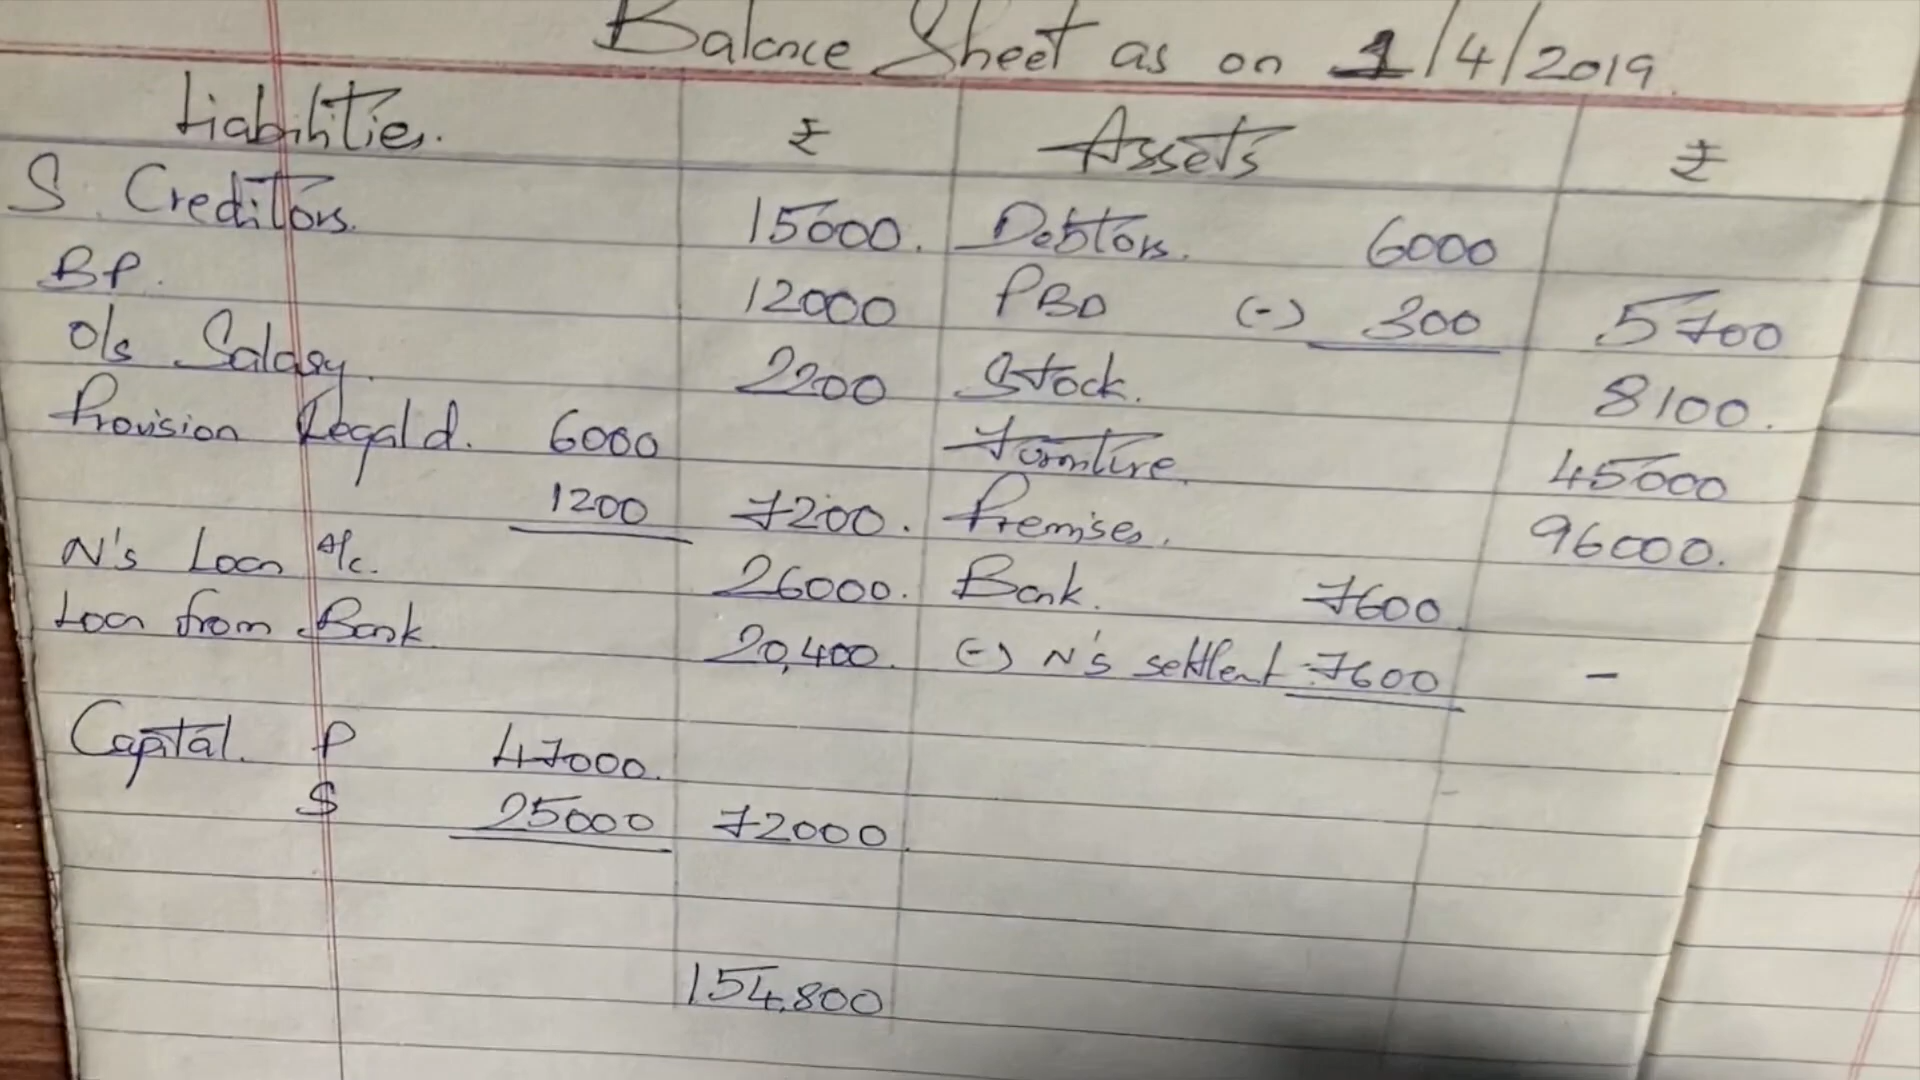 Balance Sheet as on 1/4/2019
Liabilities. ₹ Assets ₹
S. Creditors. 15000. Debtors. 6000
BP. 12000 PBD (-) 300 5700
o/s Salary. 2200 Stock. 8100.
Provision Legal d. 6000 Furniture 45000
1200 7200. Premises. 96000.
N's Loan A/c. 26000. Bank. 7600
Loan from Bank 20,400. (-) N's settlent 7600 -
Capital. P 47000.
S 25000 72000
154,800